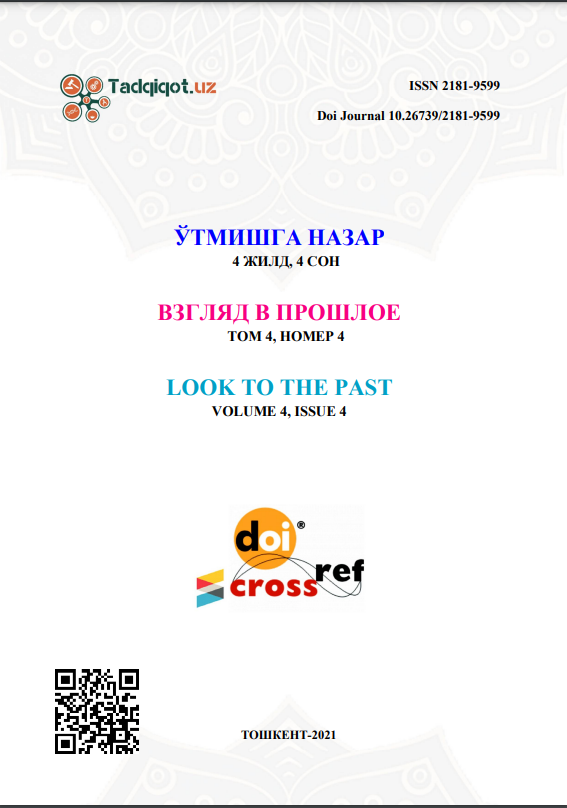 Tadqiqot.uz
ISSN 2181-9599
Doi Journal 10.26739/2181-9599
ЎТМИШГА НАЗАР
4 ЖИЛД, 4 СОН
ВЗГЛЯД В ПРОШЛОЕ
ТОМ 4, НОМЕР 4
LOOK TO THE PAST
VOLUME 4, ISSUE 4
doi®
cross
ref
ТОШКЕНТ-2021